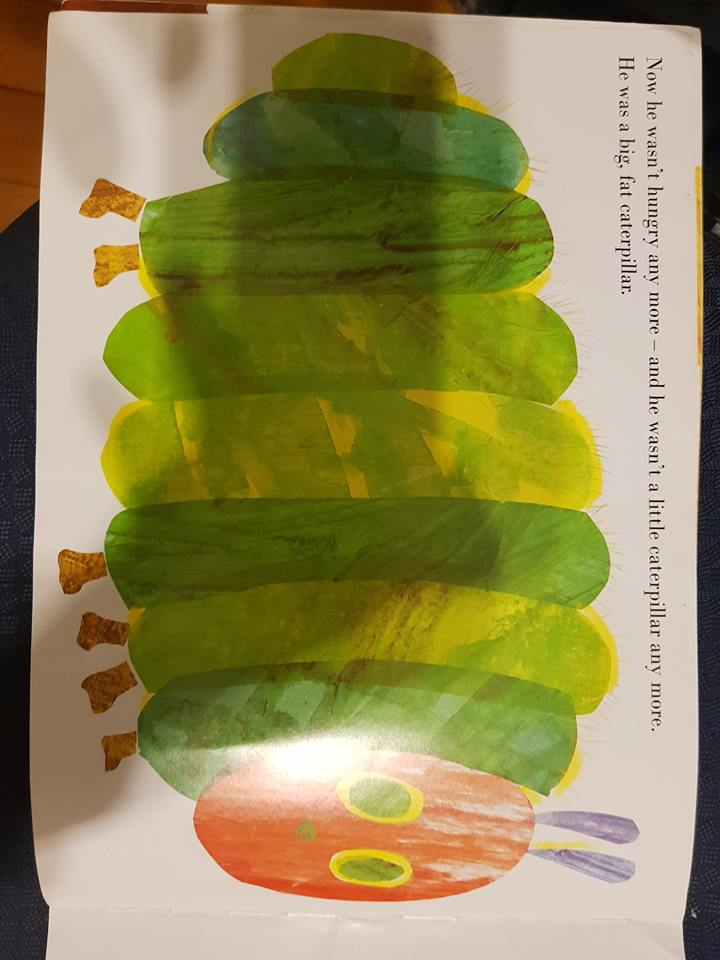 Now he wasn't hungry any more – and he wasn't a little caterpillar any more.
He was a big, fat caterpillar.